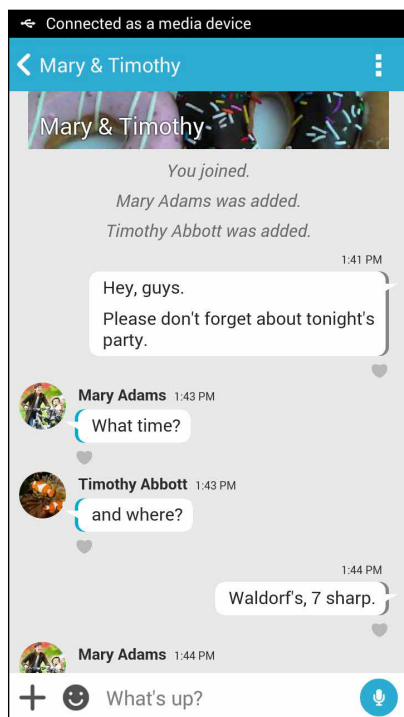 Connected as a media device
Mary & Timothy
Mary & Timothy
You joined.
Mary Adams was added.
Timothy Abbott was added.
1:41 PM
Hey, guys.
Please don't forget about tonight's
party.
Mary Adams 1:43 PM
What time?
Timothy Abbott 1:43 PM
and where?
1:44 PM
Waldorf's, 7 sharp.
Mary Adams 1:44 PM
What's up?